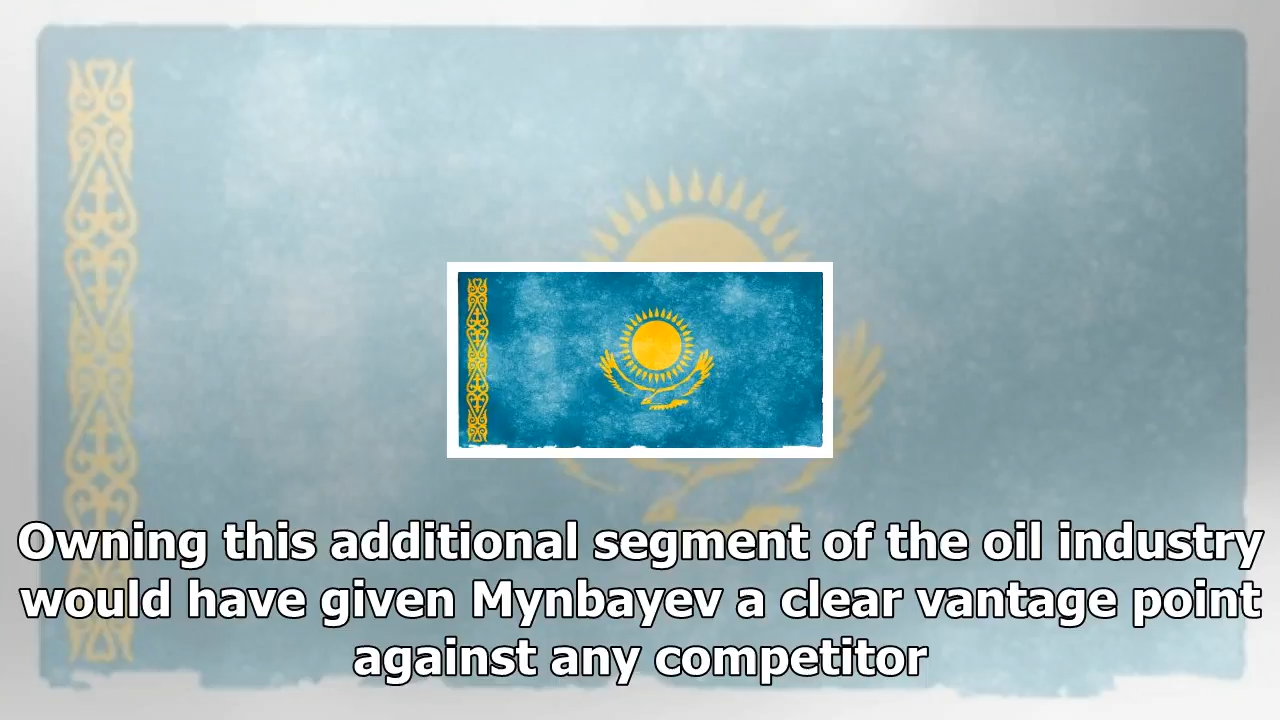 Owning this additional segment of the oil industry
would have given Mynbayev a clear vantage point
against any competitor